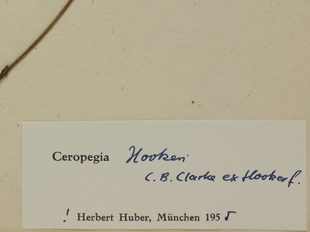 Ceropegia Hookeri
C. B. Clarke ex Hooker f.
! Herbert Huber, München 1955